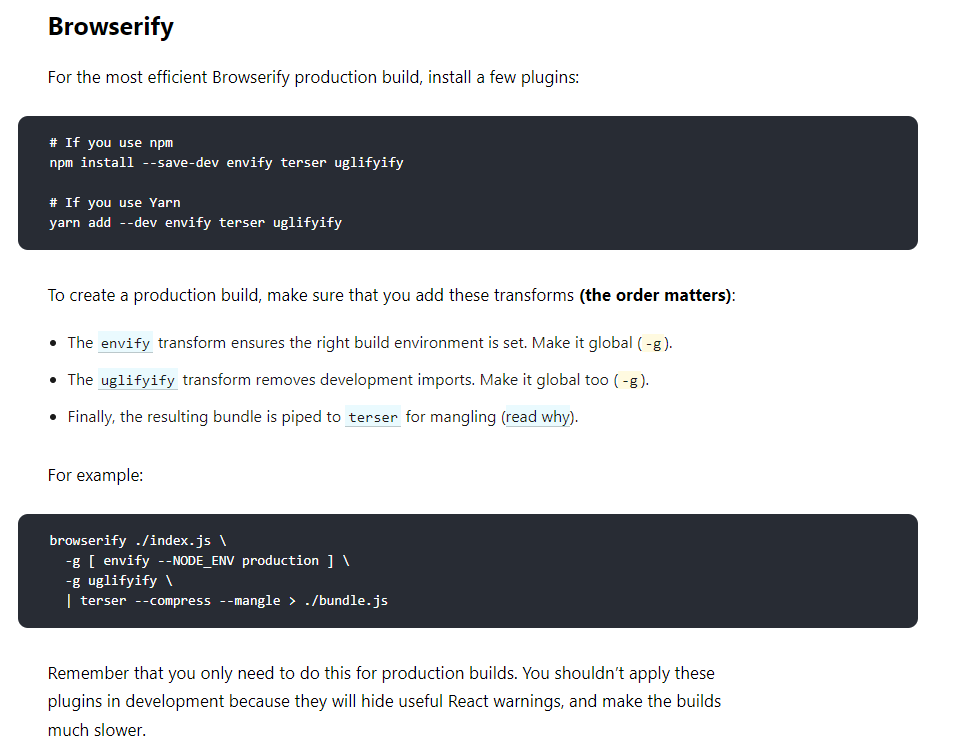 Browserify
For the most efficient Browserify production build, install a few plugins:
# If you use npm
npm install --save-dev envify terser uglifyify
# If you use Yarn
yarn add --dev envify terser uglifyify
To create a production build, make sure that you add these transforms (the order matters):
• The envify transform ensures the right build environment is set. Make it global (-g).
• The uglifyify transform removes development imports. Make it global too (-g).
• Finally, the resulting bundle is piped to terser for mangling (read why).
For example:
browserify ./index.js \
  -g [ envify --NODE_ENV production ] \
  -g uglifyify \
  | terser --compress --mangle > ./bundle.js
Remember that you only need to do this for production builds. You shouldn’t apply these
plugins in development because they will hide useful React warnings, and make the builds
much slower.